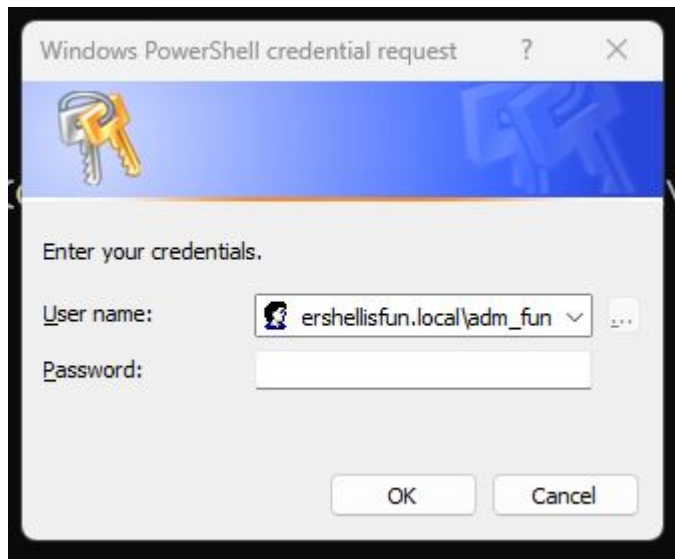 Windows PowerShell credential request ? ×
Enter your credentials.
User name: ershellisfun.local\adm_fun ...
Password:
OK Cancel